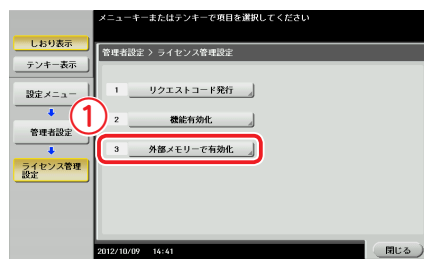 メニューキーまたはテンキーで項目を選択してください
しおり表示
テンキー表示
設定メニュー
管理者設定
ライセンス管理
設定
管理者設定 > ライセンス管理設定
1 リクエストコード発行
①
2 機能有効化
3 外部メモリーで有効化
2012/10/09 14:41
閉じる